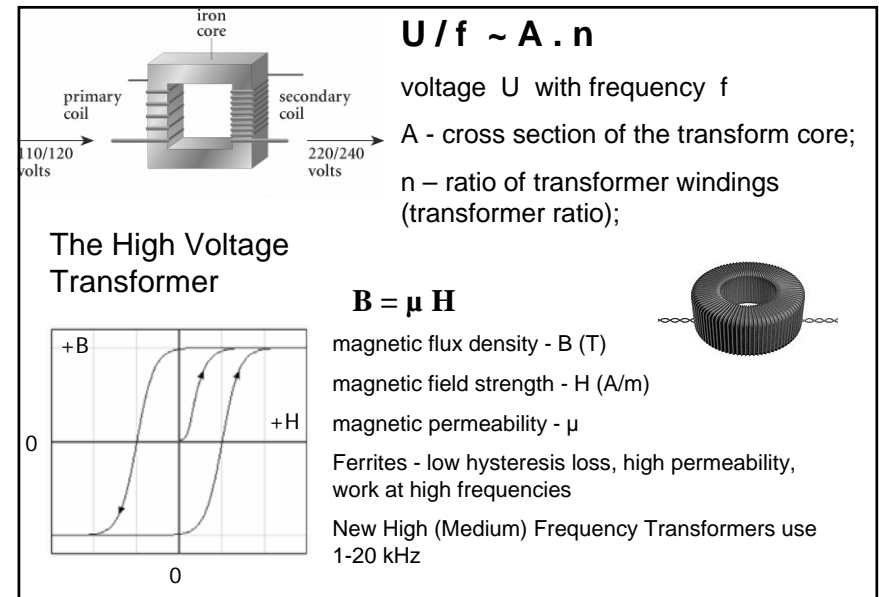 iron
core
primary
coil
secondary
coil
110/120
volts
220/240
volts
U / f ~ A . n
voltage U with frequency f
A - cross section of the transform core;
n – ratio of transformer windings
(transformer ratio);
The High Voltage
Transformer
B = µ H
magnetic flux density - B (T)
magnetic field strength - H (A/m)
magnetic permeability - µ
Ferrites - low hysteresis loss, high permeability,
work at high frequencies
New High (Medium) Frequency Transformers use
1-20 kHz
+B
+H
0
0